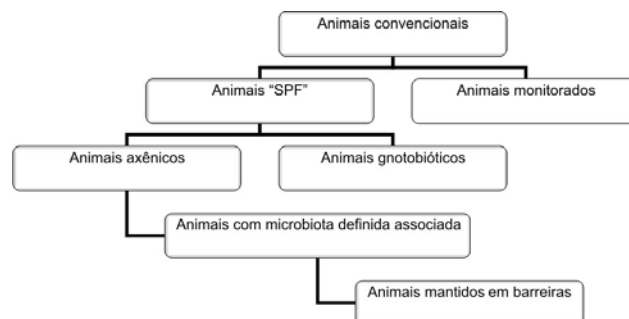 Animais convencionais
Animais “SPF”
Animais monitorados
Animais axênicos
Animais gnotobióticos
Animais com microbiota definida associada
Animais mantidos em barreiras